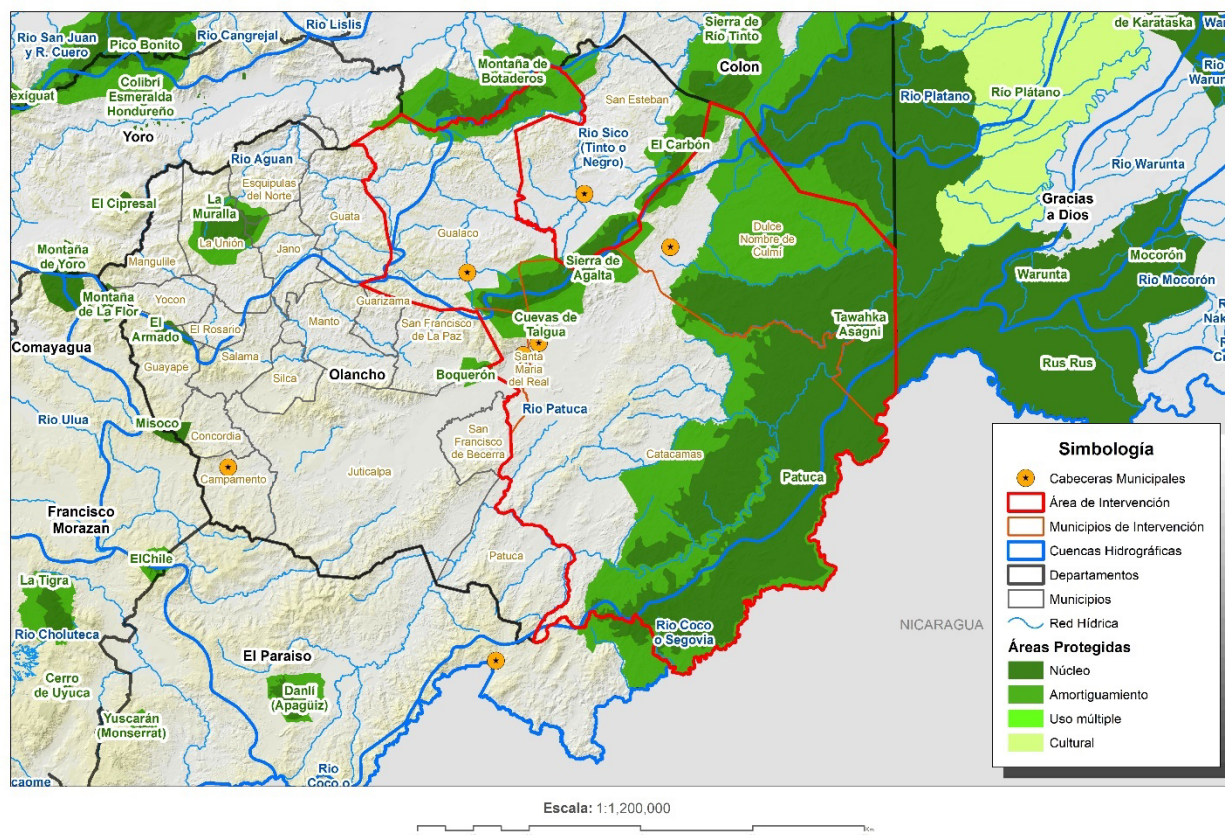 Rio San Juan
y R. Cuero
Pico Bonito
Rio Cangrejal
Rio Lislis
Colibri
Esmeralda
Hondureño
Yoro
Montaña de
Botaderos
Sierra de
Río Tinto
Colon
de Karataska
Rio Platano
Río Plátano
Rio
Warunta
Rio Warunta
San Esteban
Rio Sico
(Tinto o
Negro)
El Carbón
Rio Aguan
Esquipulas
del Norte
El Cipresal
La
Muralla
La Unión
Guata
Jano
Gualaco
Mangulile
Montaña
de Yoro
Montaña
de La Flor
Yocon
El
Armado
El Rosario
Salama
Guayape
Silca
Manto
Guarizama
San Francisco
de La Paz
Sierra de
Agalta
Cuevas de
Talgua
Dulce
Nombre de
Culmí
Gracias
a Dios
Warunta
Mocorón
Rio Mocorón
Tawahka
Asagni
Rus Rus
Comayagua
Olancho
Boquerón
Santa
Maria
del Real
Rio Patuca
Rio Ulua
Misoco
Concordia
Campamento
San
Francisco
de Becerra
Juticalpa
Catacamas
Patuca
Francisco
Morazan
ElChile
Patuca
La Tigra
Rio Choluteca
El Paraiso
Rio Coco
o Segovia
NICARAGUA
Cerro
de Uyuca
Danlí
(Apagüiz)
Yuscarán
(Monserrat)
Rio
Coco o
Simbología
Cabeceras Municipales
Área de Intervención
Municipios de Intervención
Cuencas Hidrográficas
Departamentos
Municipios
Red Hídrica
Áreas Protegidas
Núcleo
Amortiguamiento
Uso múltiple
Cultural
Escala: 1:1,200,000